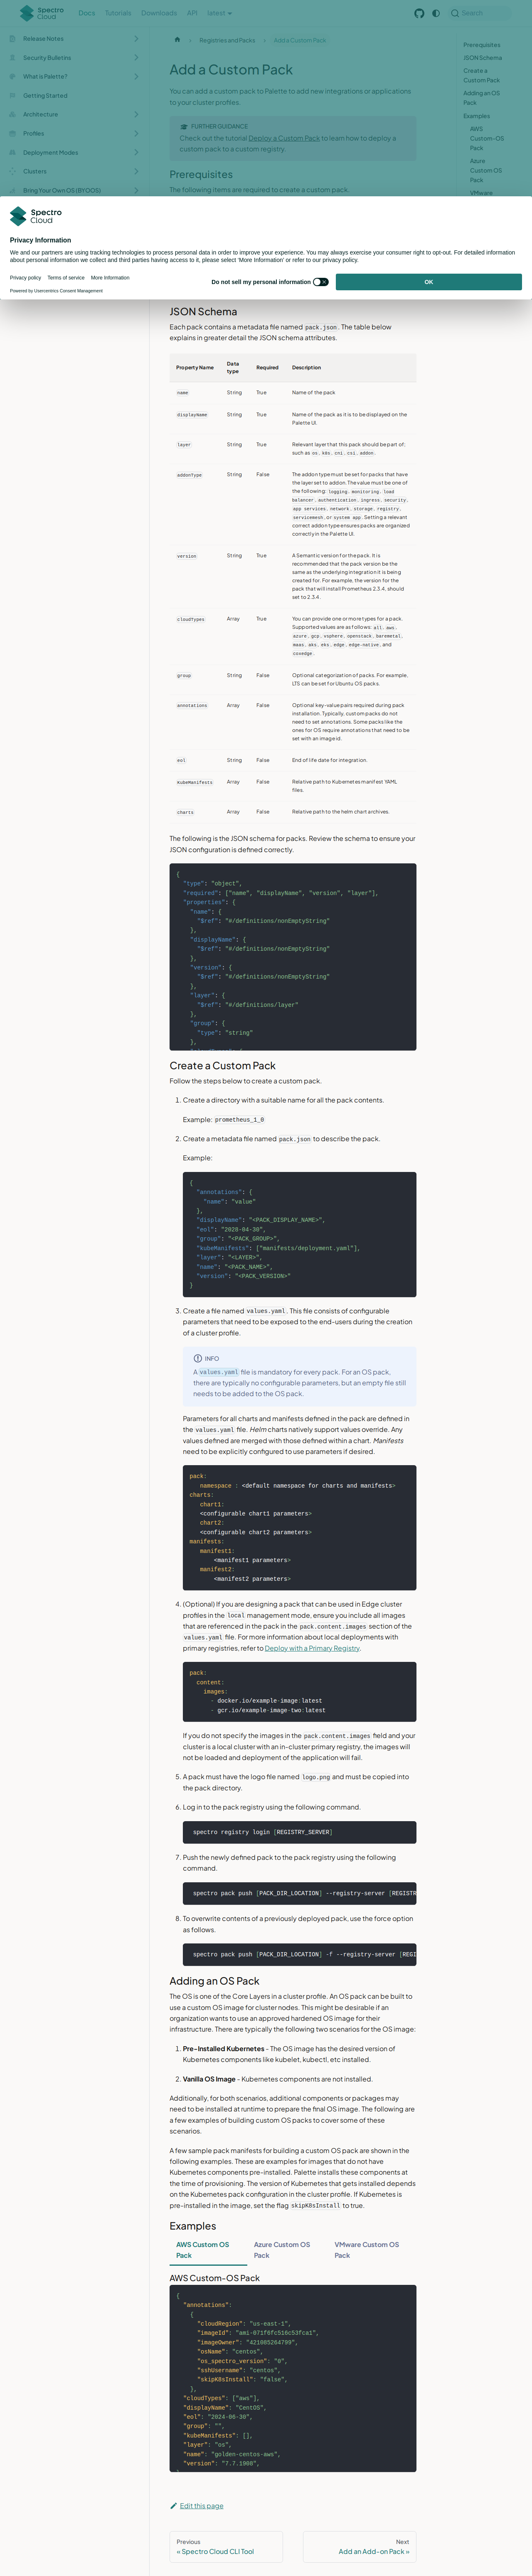 Spectro Cloud
Docs
Tutorials
Downloads
API
latest
Search
Release Notes
Security Bulletins
What is Palette?
Getting Started
Architecture
Profiles
Deployment Modes
Clusters
Bring Your Own OS (BYOOS)
Registries and Packs
Add a Custom Pack
Prerequisites
JSON Schema
Create a
Custom Pack
Adding an OS
Pack
Examples
AWS
Custom-OS
Pack
Azure
Custom OS
Pack
VMware
Add a Custom Pack
You can add a custom pack to Palette to add new integrations or applications
to your cluster profiles.
FURTHER GUIDANCE
Check out the tutorial Deploy a Custom Pack to learn how to deploy a
custom pack to a custom registry.
Prerequisites
The following items are required to create a custom pack.
Spectro Cloud
Privacy Information
We and our partners are using tracking technologies to process personal data in order to improve your experience. You may always exercise your consumer right to opt-out. For detailed information
about personal information we collect and third parties having access to it, please select 'More Information' or refer to our privacy policy.
Privacy policy
Terms of service
More Information
Powered by Usercentrics Consent Management
Do not sell my personal information
OK
JSON Schema
Each pack contains a metadata file named pack.json. The table below
explains in greater detail the JSON schema attributes.
Property Name Data type Required Description
name String True Name of the pack
displayName String True Name of the pack as it is to be displayed on the
Palette UI.
layer String True Relevant layer that this pack should be part of;
such as os, k8s, cni, csi, addon.
addonType String False The addon type must be set for packs that have
the layer set to addon. The value must be one of
the following: logging, monitoring, load
balancer, authentication, ingress, security,
app services, network, storage, registry,
servicemesh, or system app. Setting a relevant
correct addon type ensures packs are organized
correctly in the Palette UI.
version String True A Semantic version for the pack. It is
recommended that the pack version be the
same as the underlying integration it is being
created for. For example, the version for the
pack that will install Prometheus 2.3.4, should
set to 2.3.4.
cloudTypes Array True You can provide one or more types for a pack.
Supported values are as follows: all, aws,
azure, gcp, vsphere, openstack, baremetal,
maas, aks, eks, edge, edge-native, and
coxedge.
group String False Optional categorization of packs. For example,
LTS can be set for Ubuntu OS packs.
annotations Array False Optional key-value pairs required during pack
installation. Typically, custom packs do not
need to set annotations. Some packs like the
ones for OS require annotations that need to be
set with an image id.
eol String False End of life date for integration.
KubeManifests Array False Relative path to Kubernetes manifest YAML
files.
charts Array False Relative path to the helm chart archives.
The following is the JSON schema for packs. Review the schema to ensure your
JSON configuration is defined correctly.
{
"type": "object",
"required": ["name", "displayName", "version", "layer"],
"properties": {
"name": {
"$ref": "#/definitions/nonEmptyString"
},
"displayName": {
"$ref": "#/definitions/nonEmptyString"
},
"version": {
"$ref": "#/definitions/nonEmptyString"
},
"layer": {
"$ref": "#/definitions/layer"
},
"group": {
"type": "string"
},
Create a Custom Pack
Follow the steps below to create a custom pack.
1. Create a directory with a suitable name for all the pack contents.
Example: prometheus_1_0
2. Create a metadata file named pack.json to describe the pack.
Example:
{
"annotations": {
"name": "value"
},
"displayName": "<PACK_DISPLAY_NAME>",
"eol": "2028-04-30",
"group": "<PACK_GROUP>",
"kubeManifests": ["manifests/deployment.yaml"],
"layer": "<LAYER>",
"name": "<PACK_NAME>",
"version": "<PACK_VERSION>"
}
3. Create a file named values.yaml. This file consists of configurable
parameters that need to be exposed to the end-users during the creation
of a cluster profile.
INFO
A values.yaml file is mandatory for every pack. For an OS pack,
there are typically no configurable parameters, but an empty file still
needs to be added to the OS pack.
Parameters for all charts and manifests defined in the pack are defined in
the values.yaml file. Helm charts natively support values override. Any
values defined are merged with those defined within a chart. Manifests
need to be explicitly configured to use parameters if desired.
pack:
namespace : <default namespace for charts and manifests>
charts:
chart1:
<configurable chart1 parameters>
chart2:
<configurable chart2 parameters>
manifests:
manifest1:
<manifest1 parameters>
manifest2:
<manifest2 parameters>
4. (Optional) If you are designing a pack that can be used in Edge cluster
profiles in the local management mode, ensure you include all images
that are referenced in the pack in the pack.content.images section of the
values.yaml file. For more information about local deployments with
primary registries, refer to Deploy with a Primary Registry.
pack:
content:
images:
- docker.io/example-image:latest
- gcr.io/example-image-two:latest
If you do not specify the images in the pack.content.images field and your
cluster is a local cluster with an in-cluster primary registry, the images will
not be loaded and deployment of the application will fail.
5. A pack must have the logo file named logo.png and must be copied into
the pack directory.
6. Log in to the pack registry using the following command.
spectro registry login [REGISTRY_SERVER]
7. Push the newly defined pack to the pack registry using the following
command.
spectro pack push [PACK_DIR_LOCATION] --registry-server [REGISTR
8. To overwrite contents of a previously deployed pack, use the force option
as follows.
spectro pack push [PACK_DIR_LOCATION] -f --registry-server [REGI
Adding an OS Pack
The OS is one of the Core Layers in a cluster profile. An OS pack can be built to
use a custom OS image for cluster nodes. This might be desirable if an
organization wants to use an approved hardened OS image for their
infrastructure. There are typically the following two scenarios for the OS image:
1. Pre-Installed Kubernetes - The OS image has the desired version of
Kubernetes components like kubelet, kubectl, etc installed.
2. Vanilla OS Image - Kubernetes components are not installed.
Additionally, for both scenarios, additional components or packages may
need to be installed at runtime to prepare the final OS image. The following are
a few examples of building custom OS packs to cover some of these
scenarios.
A few sample pack manifests for building a custom OS pack are shown in the
following examples. These are examples for images that do not have
Kubernetes components pre-installed. Palette installs these components at
the time of provisioning. The version of Kubernetes that gets installed depends
on the Kubernetes pack configuration in the cluster profile. If Kubernetes is
pre-installed in the image, set the flag skipK8sInstall to true.
Examples
AWS Custom OS
Pack
Azure Custom OS
Pack
VMware Custom OS
Pack
AWS Custom-OS Pack
{
"annotations":
{
"cloudRegion": "us-east-1",
"imageId": "ami-071f6fc516c53fca1",
"imageOwner": "421085264799",
"osName": "centos",
"os_spectro_version": "0",
"sshUsername": "centos",
"skipK8sInstall": "false",
},
"cloudTypes": ["aws"],
"displayName": "CentOS",
"eol": "2024-06-30",
"group": "",
"kubeManifests": [],
"layer": "os",
"name": "golden-centos-aws",
"version": "7.7.1908",
Edit this page
Previous
« Spectro Cloud CLI Tool
Next
Add an Add-on Pack »